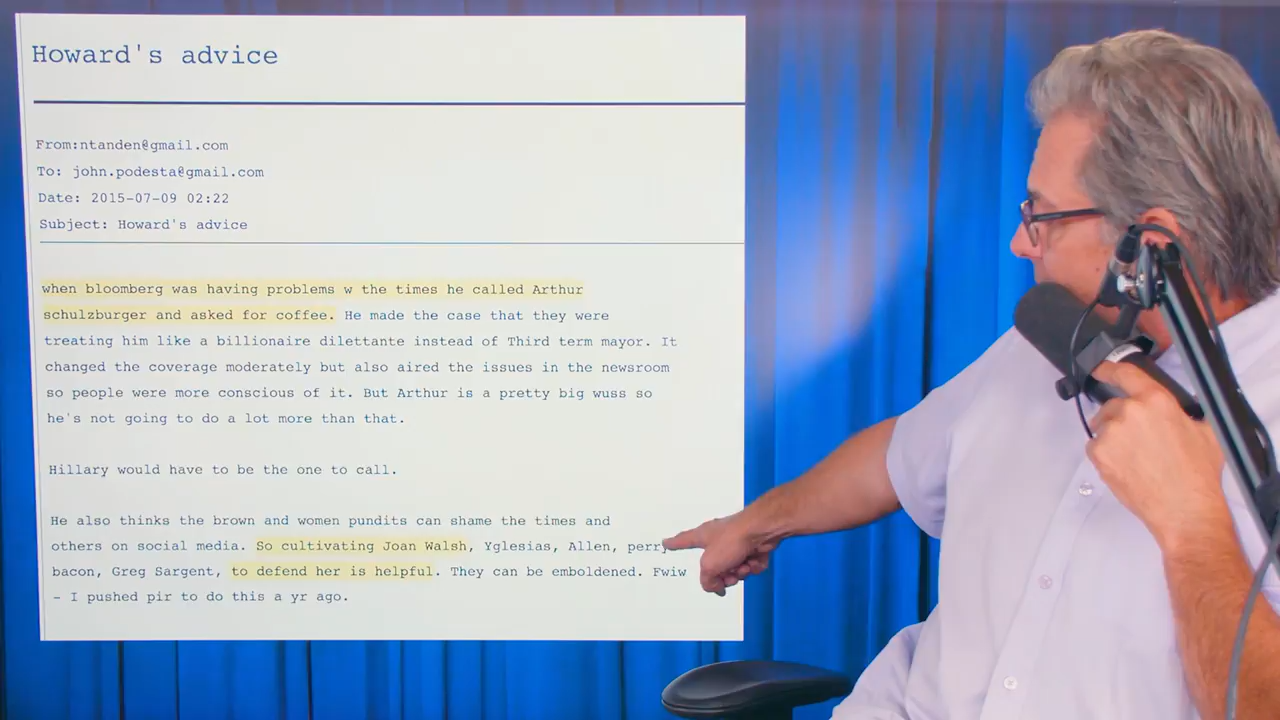 Howard's advice
From:ntanden@gmail.com
To: john.podesta@gmail.com
Date: 2015-07-09 02:22
Subject: Howard's advice
when bloomberg was having problems w the times he called Arthur
schulzburger and asked for coffee. He made the case that they were
treating him like a billionaire dilettante instead of Third term mayor. It
changed the coverage moderately but also aired the issues in the newsroom
so people were more conscious of it. But Arthur is a pretty big wuss so
he's not going to do a lot more than that.
Hillary would have to be the one to call.
He also thinks the brown and women pundits can shame the times and
others on social media. So cultivating Joan Walsh, Yglesias, Allen, perry
bacon, Greg Sargent, to defend her is helpful. They can be emboldened. Fwiw
- I pushed pir to do this a yr ago.